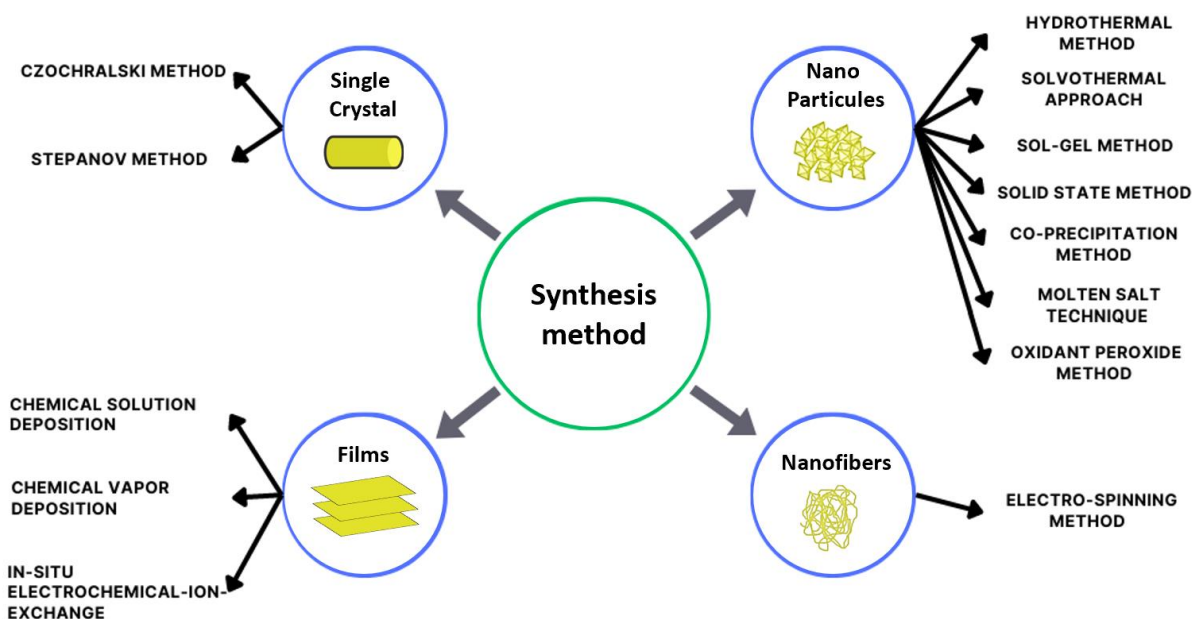 Synthesis
method
Single
Crystal
CZOCHRALSKI METHOD
STEPANOV METHOD
Nano
Particules
HYDROTHERMAL
METHOD
SOLVOTHERMAL
APPROACH
SOL-GEL METHOD
SOLID STATE METHOD
CO-PRECIPITATION
METHOD
MOLTEN SALT
TECHNIQUE
OXIDANT PEROXIDE
METHOD
Films
CHEMICAL SOLUTION
DEPOSITION
CHEMICAL VAPOR
DEPOSITION
IN-SITU
ELECTROCHEMICAL-ION-
EXCHANGE
Nanofibers
ELECTRO-SPINNING
METHOD